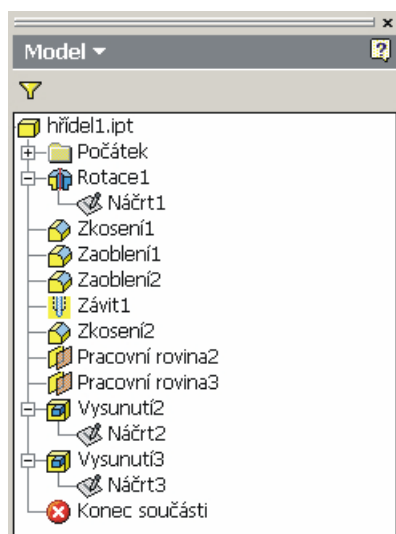 Model
hřídel1.ipt
Počátek
Rotace1
Náčrt1
Zkosení1
Zaoblení1
Zaoblení2
Závit1
Zkosení2
Pracovní rovina2
Pracovní rovina3
Vysunutí2
Náčrt2
Vysunutí3
Náčrt3
Konec součásti